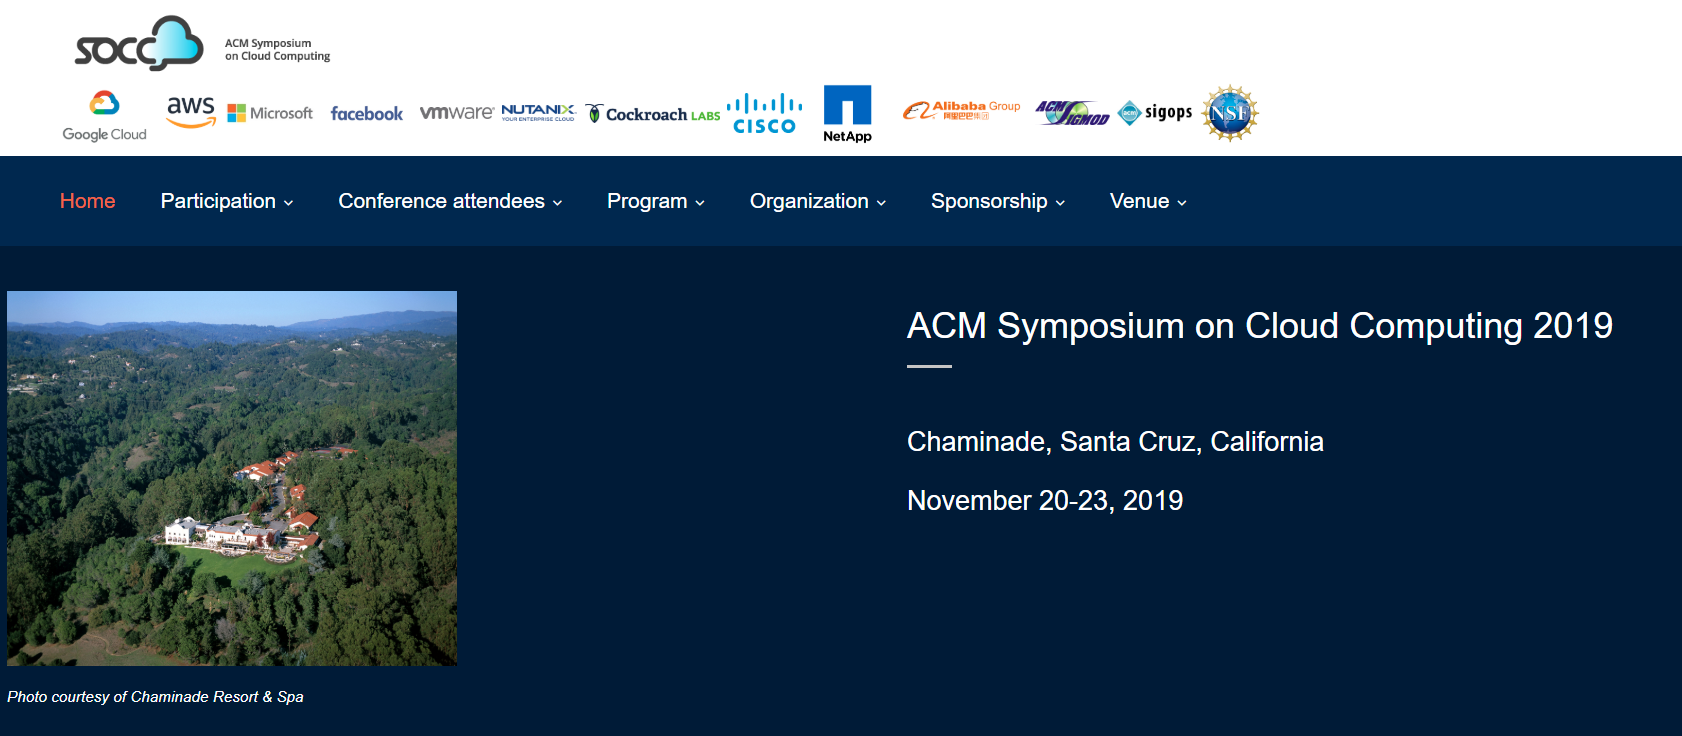 SOCC
ACM Symposium
on Cloud Computing
Google Cloud
aws
Microsoft
facebook
vmware®
NUTANIX
YOUR ENTERPRISE CLOUD
Cockroach LABS
CISCO
NetApp
Alibaba Group
阿里巴巴集团
ACM SIGMOD
acm sigops
NSF
Home
Participation
Conference attendees
Program
Organization
Sponsorship
Venue
ACM Symposium on Cloud Computing 2019
Chaminade, Santa Cruz, California
November 20-23, 2019
Photo courtesy of Chaminade Resort & Spa